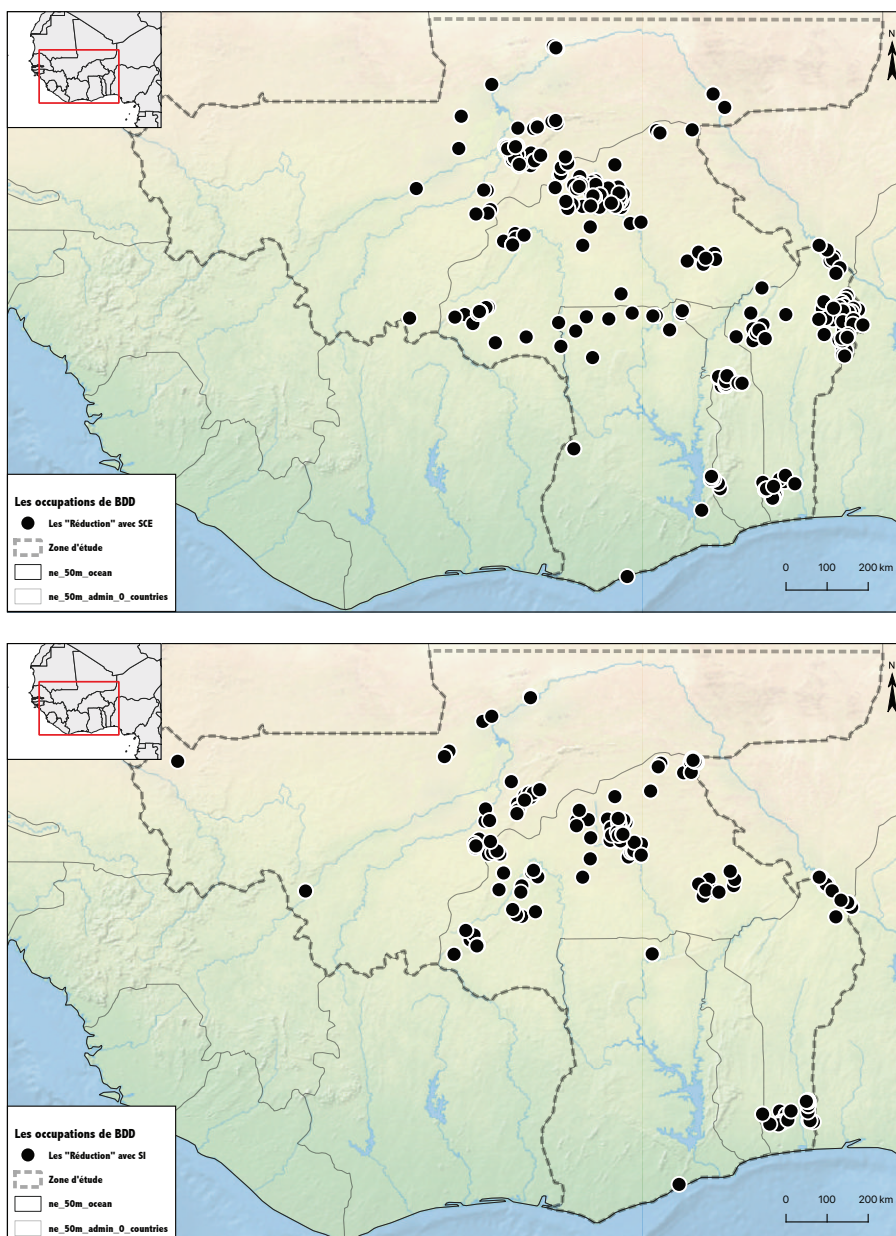 N
Les occupations de BDD
Les "Réduction" avec SCE
Zone d'étude
ne_50m_ocean
ne_50m_admin_0_countries
0 100 200 km
N
Les occupations de BDD
Les "Réduction" avec SI
Zone d'étude
ne_50m_ocean
ne_50m_admin_0_countries
0 100 200 km